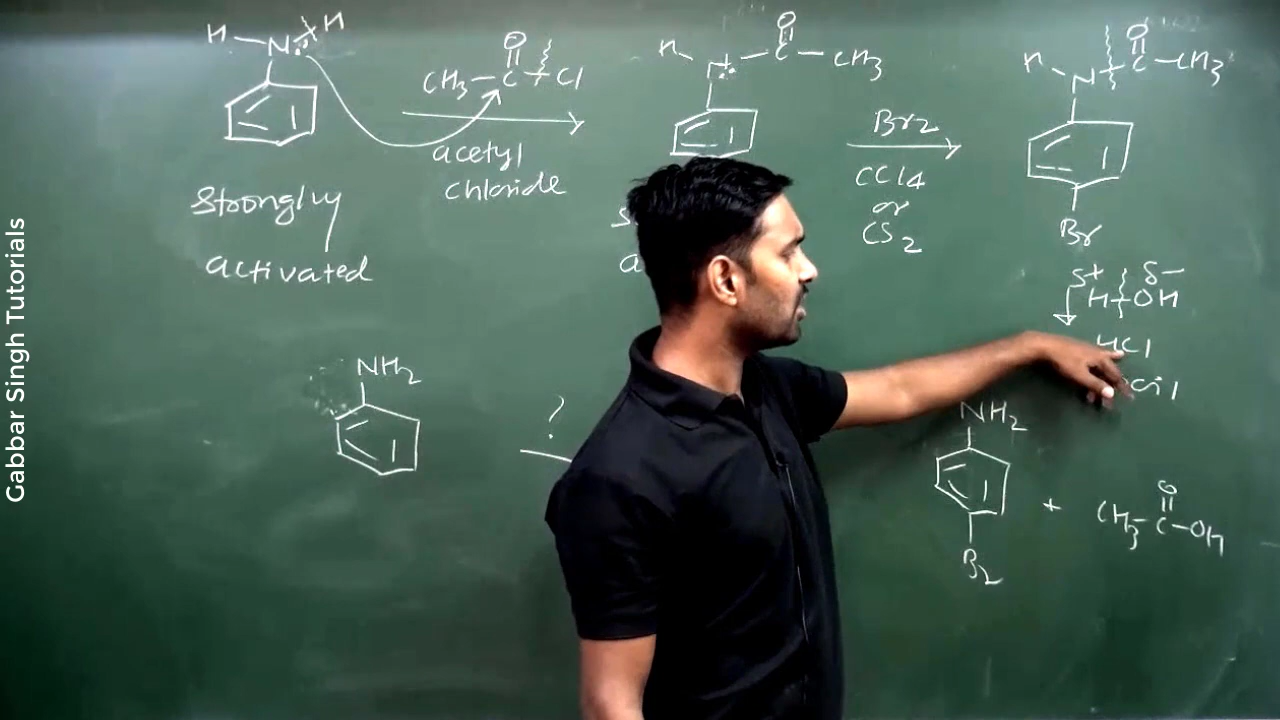 Gabbar Singh Tutorials
H N H
CH3 - C - Cl
O
acetyl
chloride
Strongly
activated
O
C - CH3
Br2
CCl4
or
CS2
H N C - CH3
O
Br
δ+ δ-
H OH
HCl
NH2
?
NH2
Br
+
O
CH3 - C - OH